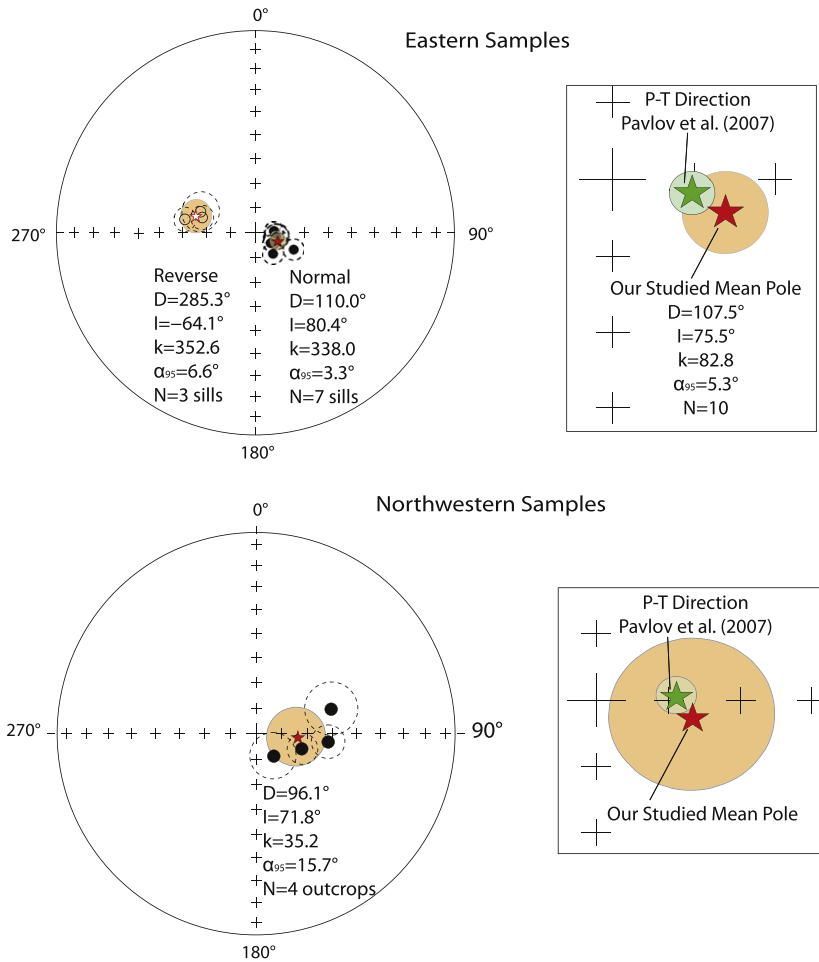 Eastern Samples
0°
270°
90°
180°
Reverse
D=285.3°
I=−64.1°
k=352.6
α95=6.6°
N=3 sills
Normal
D=110.0°
I=80.4°
k=338.0
α95=3.3°
N=7 sills
P-T Direction
Pavlov et al. (2007)
Our Studied Mean Pole
D=107.5°
I=75.5°
k=82.8
α95=5.3°
N=10
Northwestern Samples
0°
270°
90°
180°
D=96.1°
I=71.8°
k=35.2
α95=15.7°
N=4 outcrops
P-T Direction
Pavlov et al. (2007)
Our Studied Mean Pole